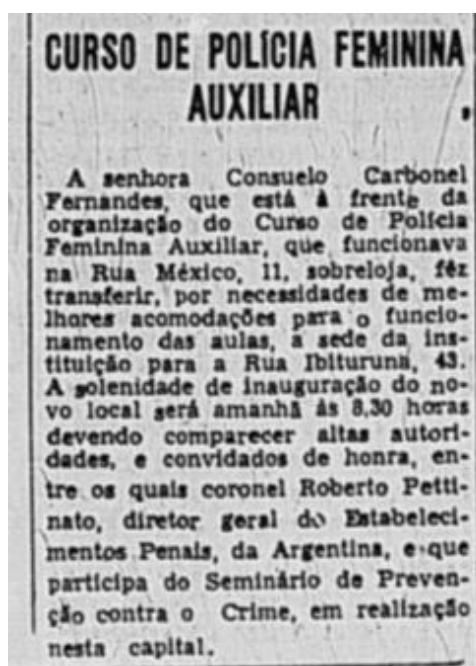 CURSO DE POLÍCIA FEMININA
AUXILIAR
A senhora Consuelo Carbonel
Fernandes, que está à frente da
organização do Curso de Polícia
Feminina Auxiliar, que funcionava
na Rua México, 11, sobreloja, fêz
transferir, por necessidades de me-
lhores acomodações para o funcio-
namento das aulas, a sede da ins-
tituição para a Rua Ibituruna, 43.
A solenidade de inauguração do no-
vo local será amanhã às 8,30 horas
devendo comparecer altas autori-
dades, e convidados de honra, en-
tre os quais coronel Roberto Petti-
nato, diretor geral do Estabeleci-
mentos Penais, da Argentina, e que
participa do Seminário de Preven-
ção contra o Crime, em realização
nesta capital.